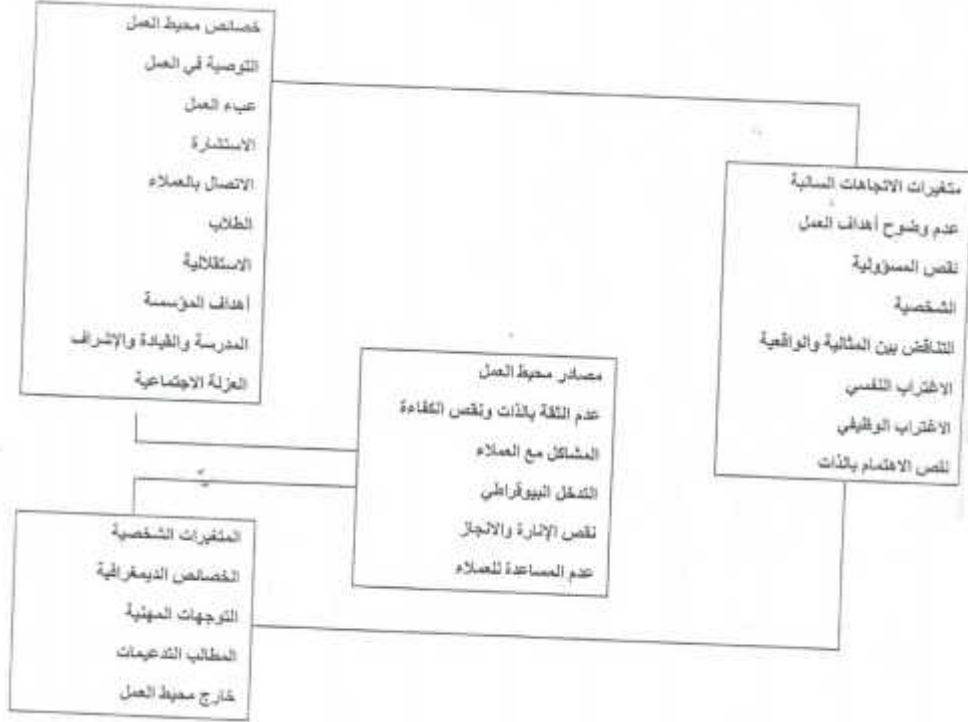 خصائص محيط العمل
التوصية في العمل
عبء العمل
الاستشارة
الاتصال بالعملاء
الطلاب
الاستقلالية
أهداف المؤسسة
المدرسة والقيادة والإشراف
العزلة الاجتماعية
متغيرات الاتجاهات السالبة
عدم وضوح أهداف العمل
نقص المسؤولية
الشخصية
التناقض بين المثالية والواقعية
الاغتراب النفسي
الاغتراب الوظيفي
نقص الاهتمام بالذات
مصادر محيط العمل
عدم الثقة بالذات ونقص الكفاءة
المشاكل مع العملاء
التدخل البيوقراطي
نقص الإثارة والانجاز
عدم المساعدة للعملاء
المتغيرات الشخصية
الخصائص الديمغرافية
التوجهات المهنية
المطالب التدعيمات
خارج محيط العمل